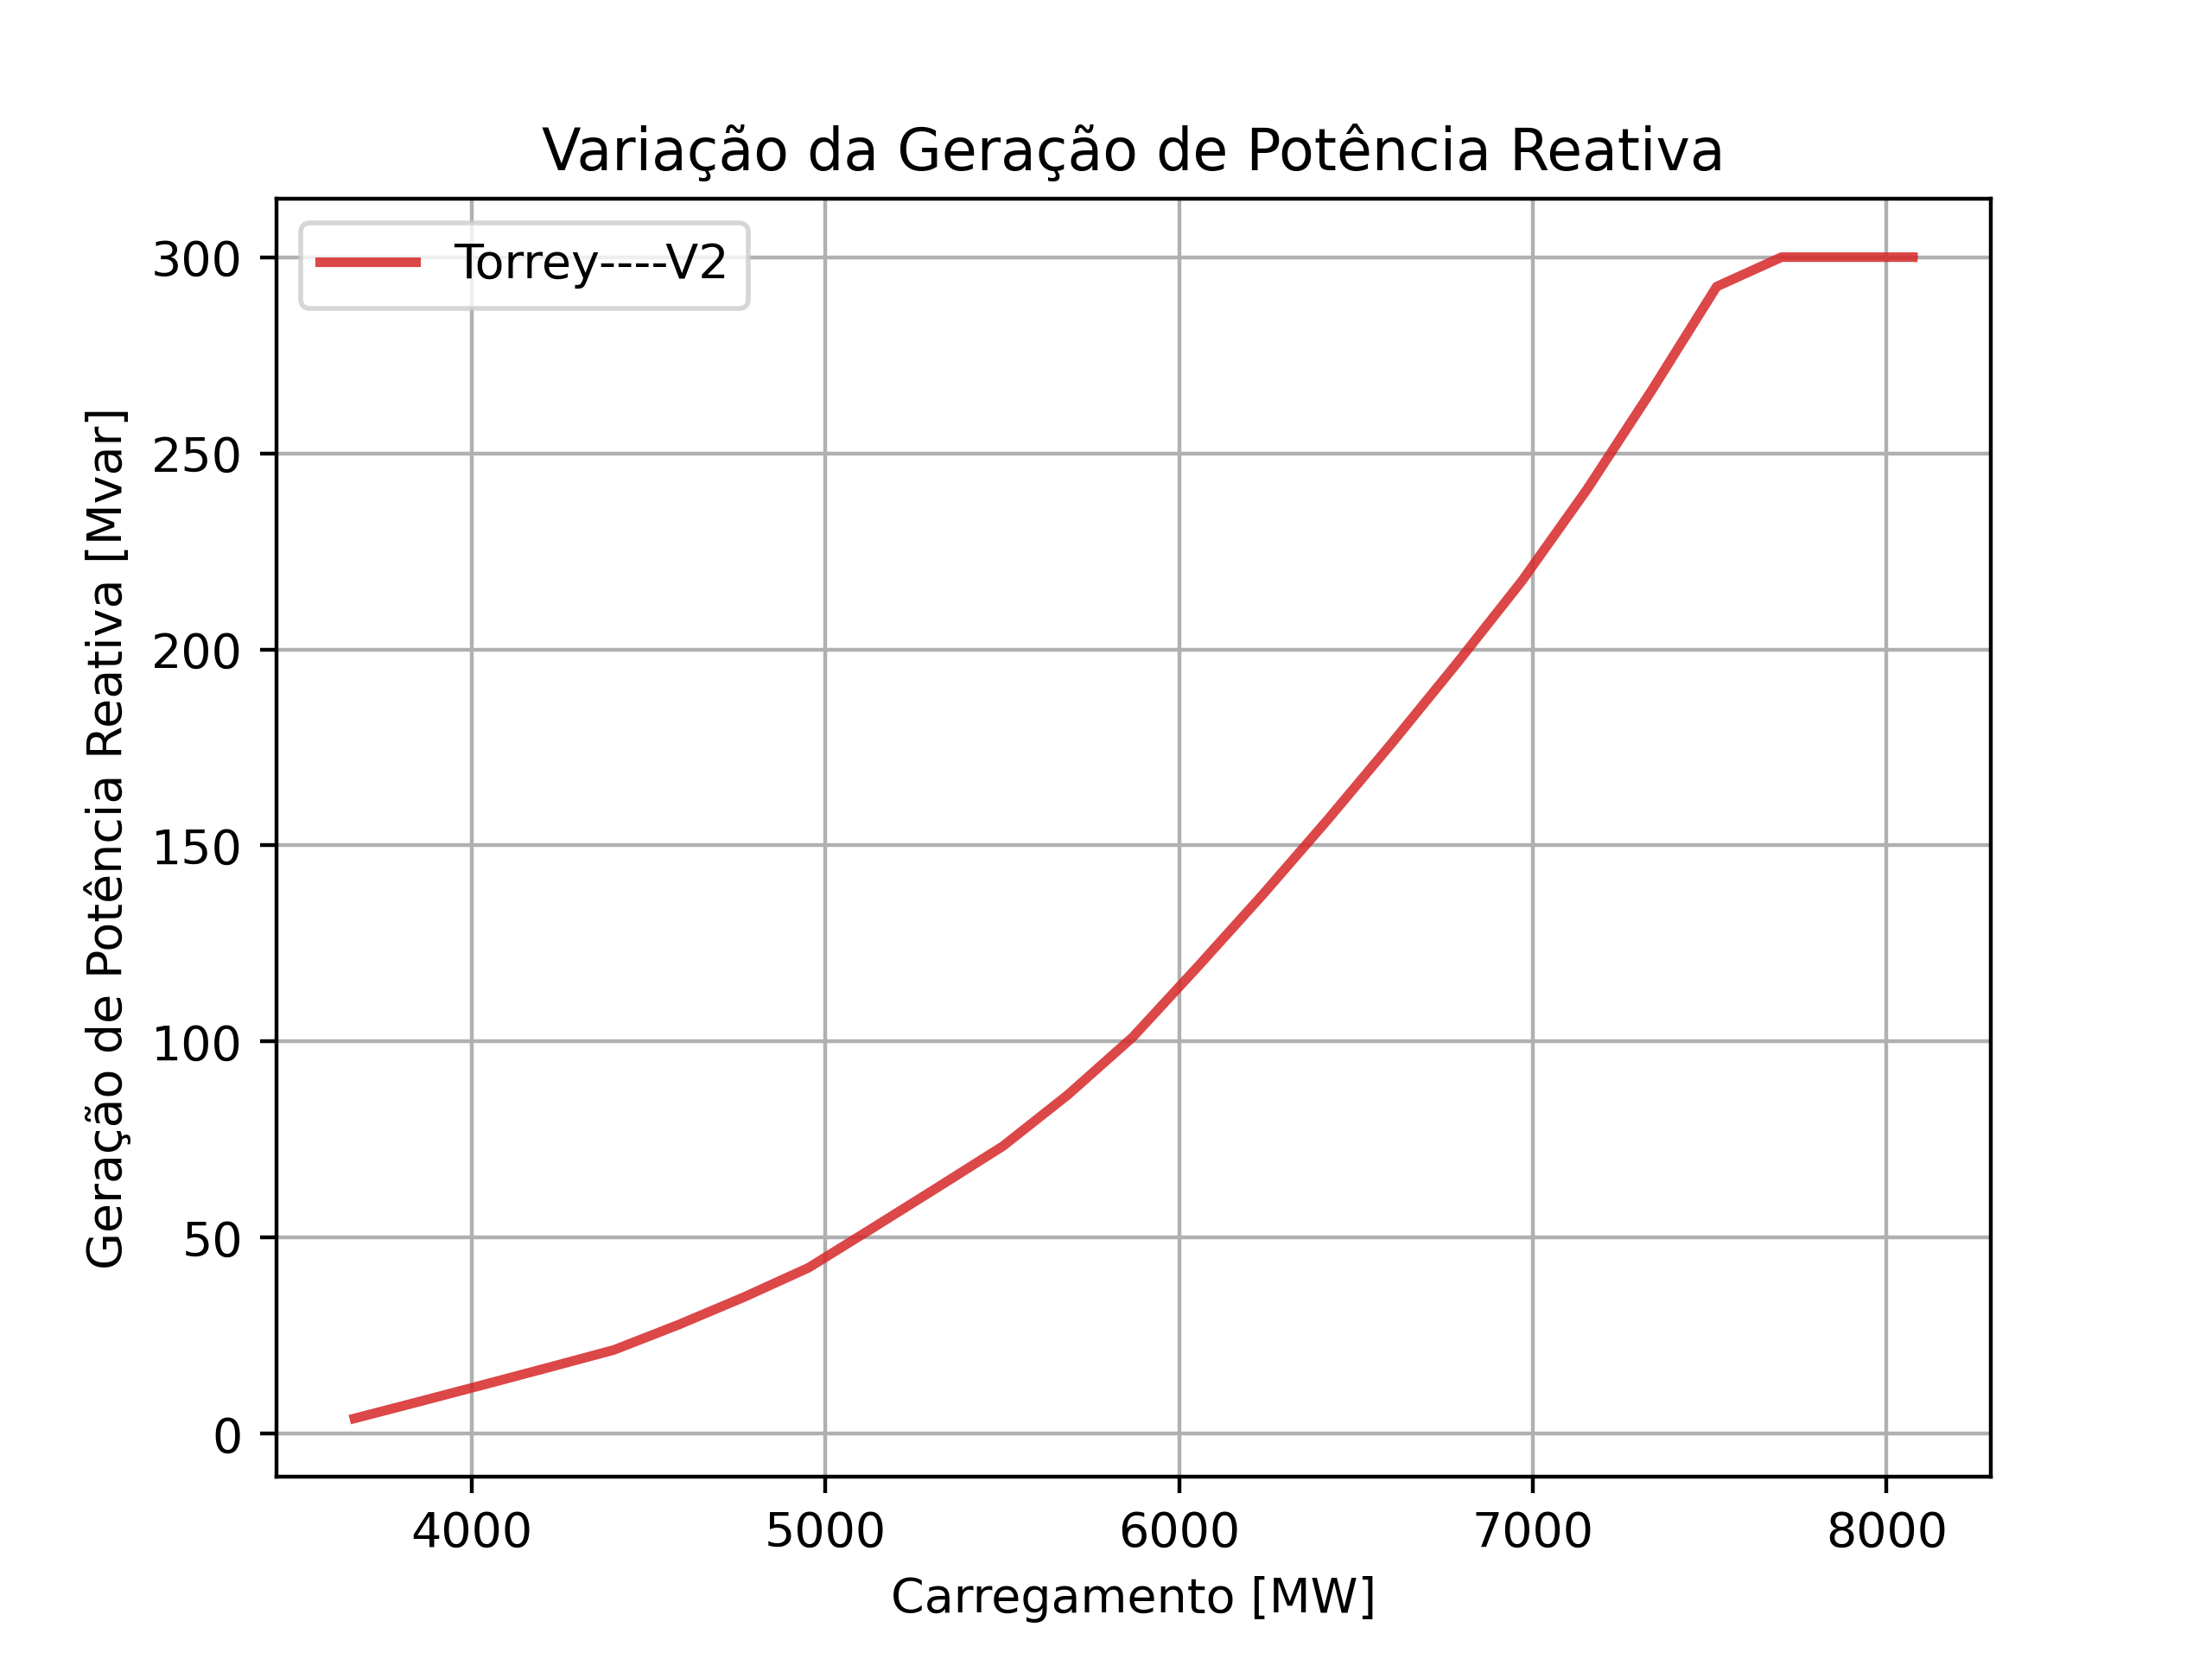 Variação da Geração de Potência Reativa
Torrey-----V2
Geração de Potência Reativa [Mvar]
300
250
200
150
100
50
0
4000 5000 6000 7000 8000
Carregamento [MW]